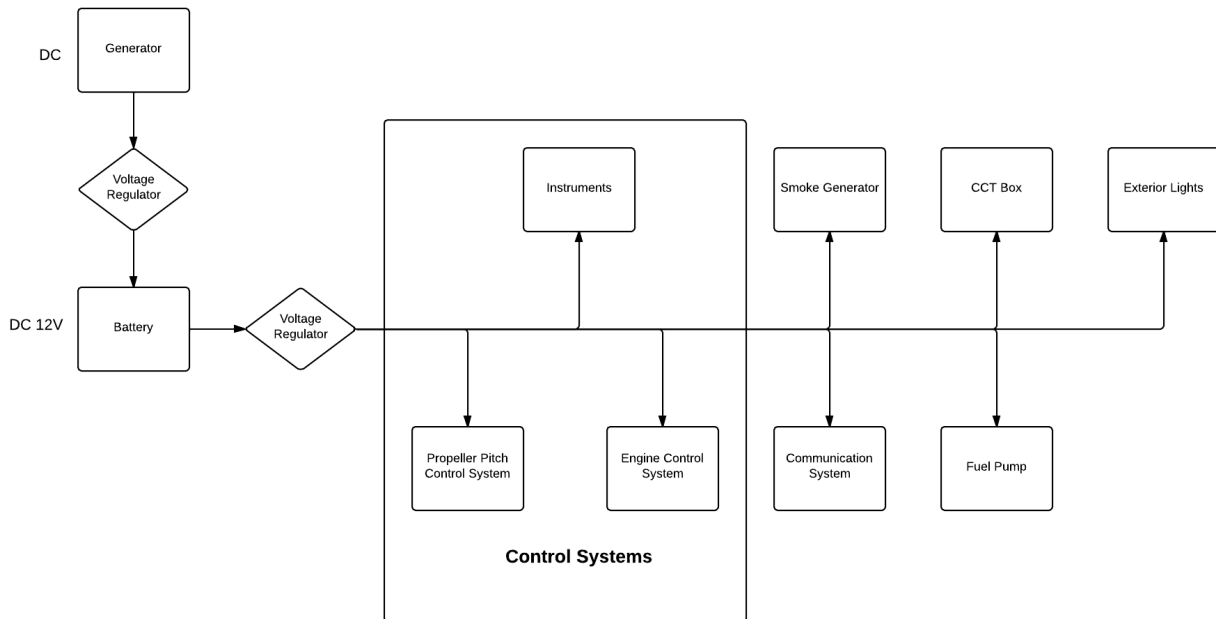 DC
Generator
Voltage
Regulator
DC 12V
Battery
Voltage
Regulator
Instruments
Smoke Generator
CCT Box
Exterior Lights
Propeller Pitch
Control System
Engine Control
System
Communication
System
Fuel Pump
Control Systems